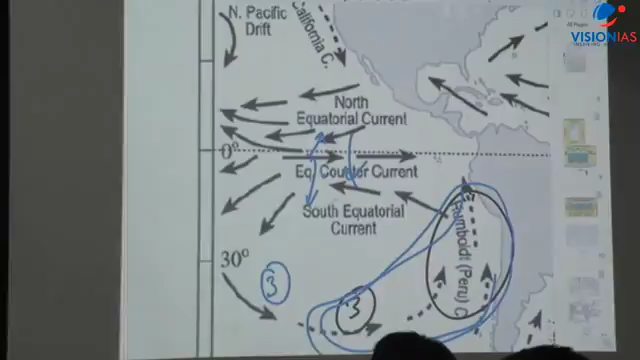 N. Pacific
Drift
California C.
VISIONIAS
North
Equatorial Current
0°
Eq. Counter Current
South Equatorial
Current
Humboldt (Peru) C
30°
3
3